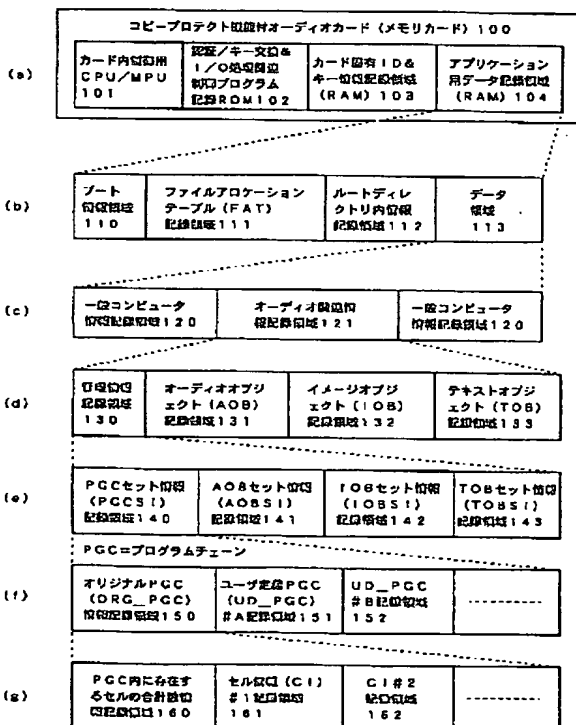 コピープロテクト機能付オーディオカード（メモリカード）100
(a)
カード内制御用
CPU／MPU
101
認証／キー交換＆
I／O処理関連
制御プログラム
記録ROM102
カード固有ID＆
キー情報記録領域
(RAM) 103
アプリケーション
用データ記録領域
(RAM) 104
(b)
ブート
情報領域
110
ファイルアロケーション
テーブル(FAT)
記録領域111
ルートディレ
クトリ内情報
記録領域112
データ
領域
113
(c)
一般コンピュータ
情報記録領域120
オーディオ関連情
報記録領域121
一般コンピュータ
情報記録領域120
(d)
管理情報
記録領域
130
オーディオオブジ
ェクト(AOB)
記録領域131
イメージオブジ
ェクト(IOB)
記録領域132
テキストオブジ
ェクト(TOB)
記録領域133
(e)
PGCセット情報
(PGCSI)
記録領域140
AOBセット情報
(AOBSI)
記録領域141
IOBセット情報
(IOBSI)
記録領域142
TOBセット情報
(TOBSI)
記録領域143
PGC=プログラムチェーン
(f)
オリジナルPGC
(ORG_PGC)
情報記録領域150
ユーザ定義PGC
(UD_PGC)
#A記録領域151
UD_PGC
#B記録領域
152
(g)
PGC内に存在す
るセルの合計数情
報記録領域160
セル情報(CI)
#1記録領域
161
CI#2
記録領域
162